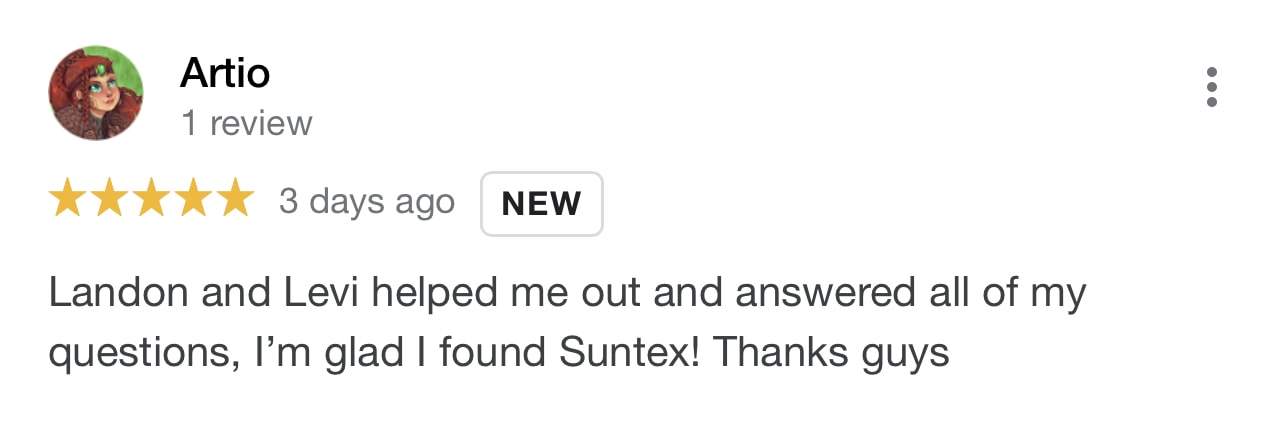 Artio
1 review
3 days ago NEW
Landon and Levi helped me out and answered all of my
questions, I’m glad I found Suntex! Thanks guys